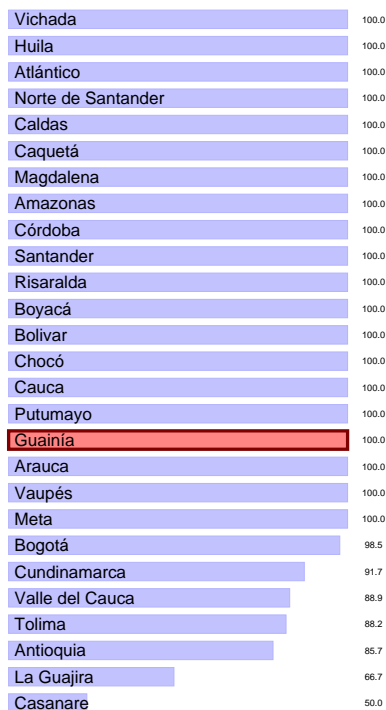 Vichada 100.0
Huila 100.0
Atlántico 100.0
Norte de Santander 100.0
Caldas 100.0
Caquetá 100.0
Magdalena 100.0
Amazonas 100.0
Córdoba 100.0
Santander 100.0
Risaralda 100.0
Boyacá 100.0
Bolivar 100.0
Chocó 100.0
Cauca 100.0
Putumayo 100.0
Guainía 100.0
Arauca 100.0
Vaupés 100.0
Meta 100.0
Bogotá 98.5
Cundinamarca 91.7
Valle del Cauca 88.9
Tolima 88.2
Antioquia 85.7
La Guajira 66.7
Casanare 50.0